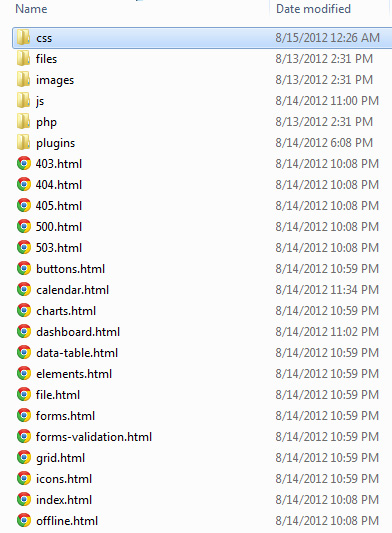 Name Date modified
css 8/15/2012 12:26 AM
files 8/13/2012 2:31 PM
images 8/13/2012 2:31 PM
js 8/14/2012 11:00 PM
php 8/13/2012 2:31 PM
plugins 8/14/2012 6:08 PM
403.html 8/14/2012 10:08 PM
404.html 8/14/2012 10:08 PM
405.html 8/14/2012 10:08 PM
500.html 8/14/2012 10:08 PM
503.html 8/14/2012 10:08 PM
buttons.html 8/14/2012 10:59 PM
calendar.html 8/14/2012 11:34 PM
charts.html 8/14/2012 10:59 PM
dashboard.html 8/14/2012 11:02 PM
data-table.html 8/14/2012 10:59 PM
elements.html 8/14/2012 10:59 PM
file.html 8/14/2012 10:59 PM
forms.html 8/14/2012 10:59 PM
forms-validation.html 8/14/2012 10:59 PM
grid.html 8/14/2012 10:59 PM
icons.html 8/14/2012 10:59 PM
index.html 8/14/2012 10:08 PM
offline.html 8/14/2012 10:08 PM